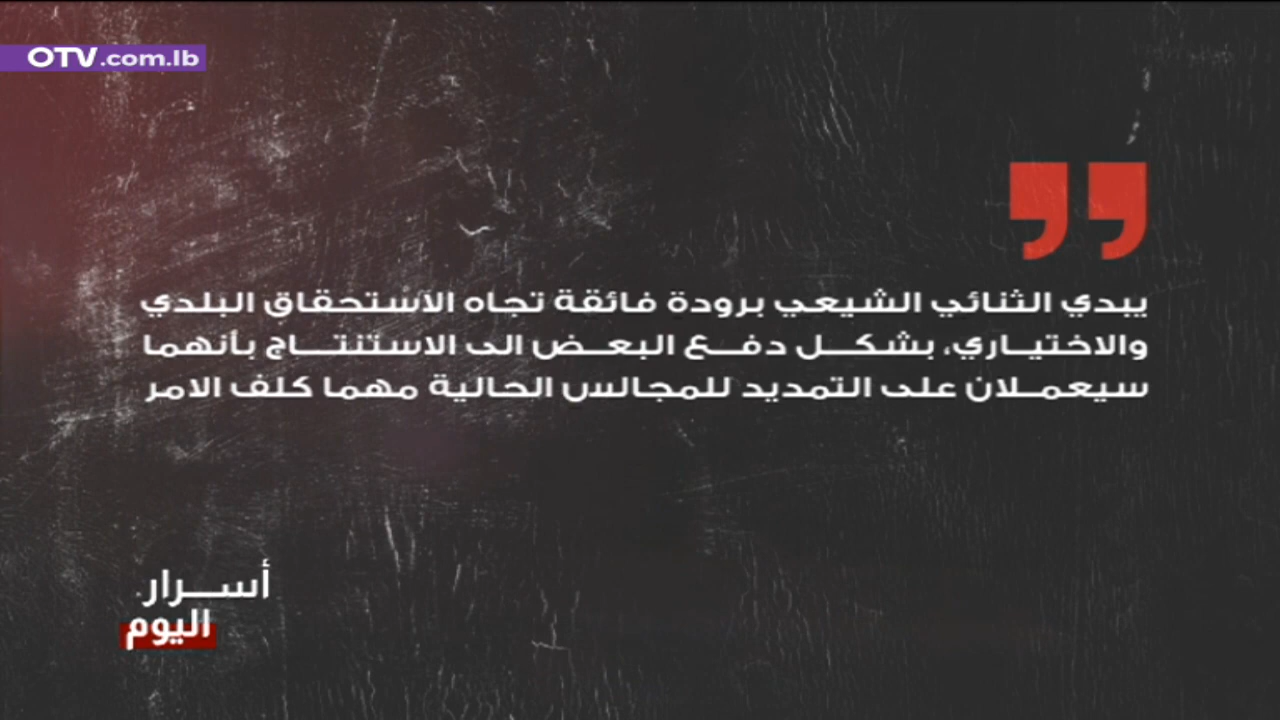 OTV.com.lb
يبدي الثنائي الشيعي برودة فائقة تجاه الاستحقاق البلدي
والاختياري، بشكل دفع البعض الى الاستنتاج بأنهما
سيعملان على التمديد للمجالس الحالية مهما كلف الامر
أسرار
اليوم